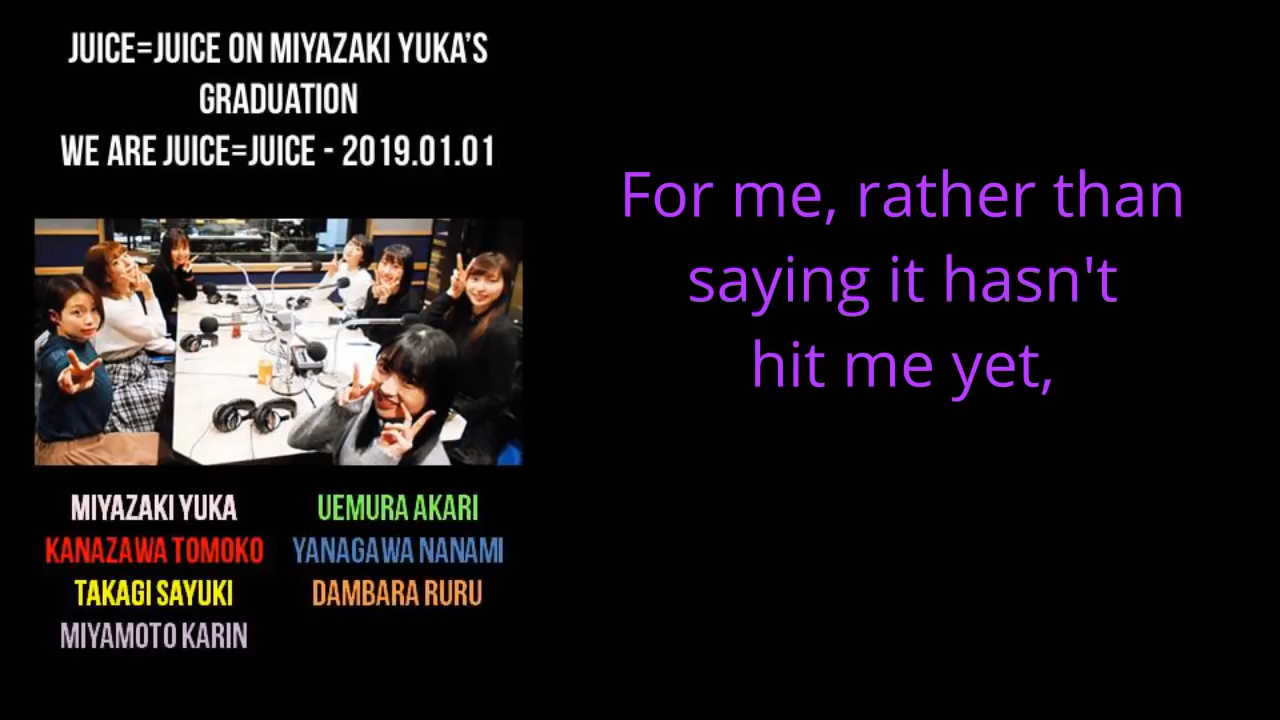 JUICE=JUICE ON MIYAZAKI YUKA'S
GRADUATION
WE ARE JUICE=JUICE - 2019.01.01
For me, rather than
saying it hasn't
hit me yet,
MIYAZAKI YUKA
UEMURA AKARI
KANAZAWA TOMOKO
YANAGAWA NANAMI
TAKAGI SAYUKI
DAMBARA RURU
MIYAMOTO KARIN